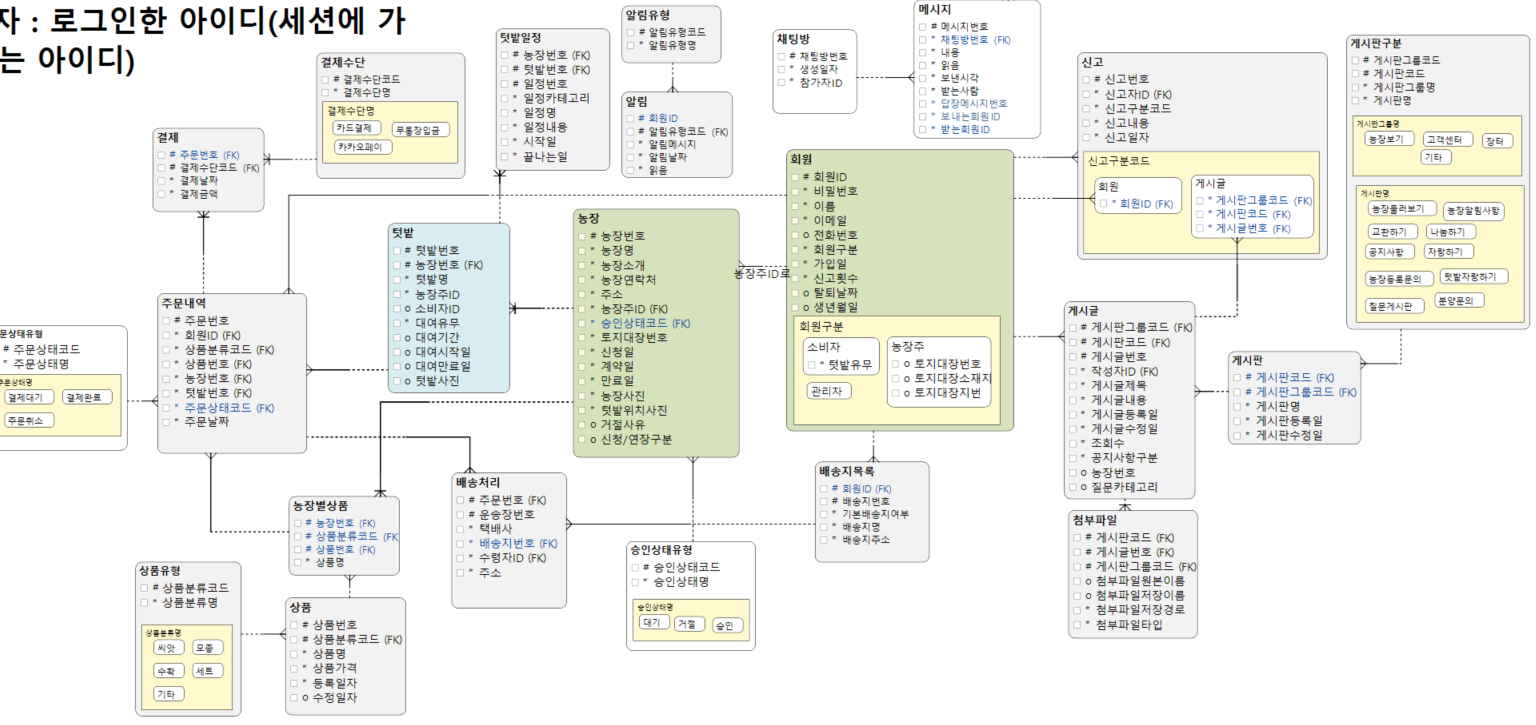 자 : 로그인한 아이디(세션에 가
는 아이디)
결제수단
# 결제수단코드
* 결제수단명
결제수단명
카드결제
무통장입금
카카오페이
결제
# 주문번호 (FK)
# 결제수단코드 (FK)
* 결제날짜
* 결제금액
텃밭일정
# 농장번호 (FK)
# 텃밭번호 (FK)
# 일정번호
* 일정카테고리
* 일정명
* 일정내용
* 시작일
* 끝나는일
알림유형
# 알림유형코드
* 알림유형명
알림
# 회원ID
# 알림유형코드 (FK)
* 알림메시지
* 알림날짜
* 읽음
채팅방
# 채팅방번호
* 생성일자
* 참가자ID
메시지
# 메시지번호
* 채팅방번호 (FK)
* 내용
* 읽음
* 보낸시각
* 받는사람
* 답장메시지번호
* 보내는회원ID
* 받는회원ID
신고
# 신고번호
* 신고자ID (FK)
* 신고구분코드
* 신고내용
* 신고일자
신고구분코드
회원
* 회원ID (FK)
게시글
* 게시판그룹코드 (FK)
* 게시판코드 (FK)
* 게시글번호 (FK)
게시판구분
# 게시판그룹코드
# 게시판코드
* 게시판그룹명
* 게시판명
게시판그룹명
농장보기
고객센터
장터
기타
게시판명
농장둘러보기
농장알림사항
교환하기
나눔하기
공지사항
자랑하기
농장등록문의
텃밭자랑하기
질문게시판
분양문의
회원
# 회원ID
* 비밀번호
* 이름
* 이메일
o 전화번호
* 회원구분
* 가입일
* 신고횟수
o 탈퇴날짜
o 생년월일
회원구분
소비자
* 텃밭유무
관리자
농장주
o 토지대장번호
o 토지대장소재지
o 토지대장지번
농장주ID로
농장
# 농장번호
* 농장명
* 농장소개
* 농장연락처
* 주소
* 농장주ID (FK)
* 승인상태코드 (FK)
* 토지대장번호
* 신청일
* 계약일
* 만료일
* 농장사진
* 텃밭위치사진
o 거절사유
o 신청/연장구분
텃밭
# 텃밭번호
# 농장번호 (FK)
* 텃밭명
* 농장주ID
o 소비자ID
* 대여유무
o 대여기간
o 대여시작일
o 대여만료일
o 텃밭사진
주문내역
# 주문번호
* 회원ID (FK)
* 상품분류코드 (FK)
* 상품번호 (FK)
* 농장번호 (FK)
* 텃밭번호 (FK)
* 주문상태코드 (FK)
* 주문날짜
문상태유형
# 주문상태코드
* 주문상태명
주문상태명
결제대기
결제완료
주문취소
게시글
# 게시판그룹코드 (FK)
# 게시판코드 (FK)
# 게시글번호
* 작성자ID (FK)
* 게시글제목
* 게시글내용
* 게시글등록일
* 게시글수정일
* 조회수
* 공지사항구분
o 농장번호
o 질문카테고리
게시판
# 게시판코드 (FK)
# 게시판그룹코드 (FK)
* 게시판명
* 게시판등록일
* 게시판수정일
첨부파일
# 게시판코드 (FK)
# 게시글번호 (FK)
# 게시판그룹코드 (FK)
o 첨부파일원본이름
o 첨부파일저장이름
* 첨부파일저장경로
* 첨부파일타입
배송지목록
# 회원ID (FK)
# 배송지번호
* 기본배송지여부
* 배송지명
* 배송지주소
배송처리
# 주문번호 (FK)
# 운송장번호
* 택배사
* 배송지번호 (FK)
* 수령자ID (FK)
* 주소
승인상태유형
# 승인상태코드
* 승인상태명
승인상태명
대기
거절
승인
농장별상품
# 농장번호 (FK)
# 상품분류코드 (FK
# 상품번호 (FK)
* 상품명
상품유형
# 상품분류코드
* 상품분류명
상품분류명
씨앗
모종
수확
세트
기타
상품
# 상품번호
# 상품분류코드 (FK)
* 상품명
* 상품가격
* 등록일자
o 수정일자